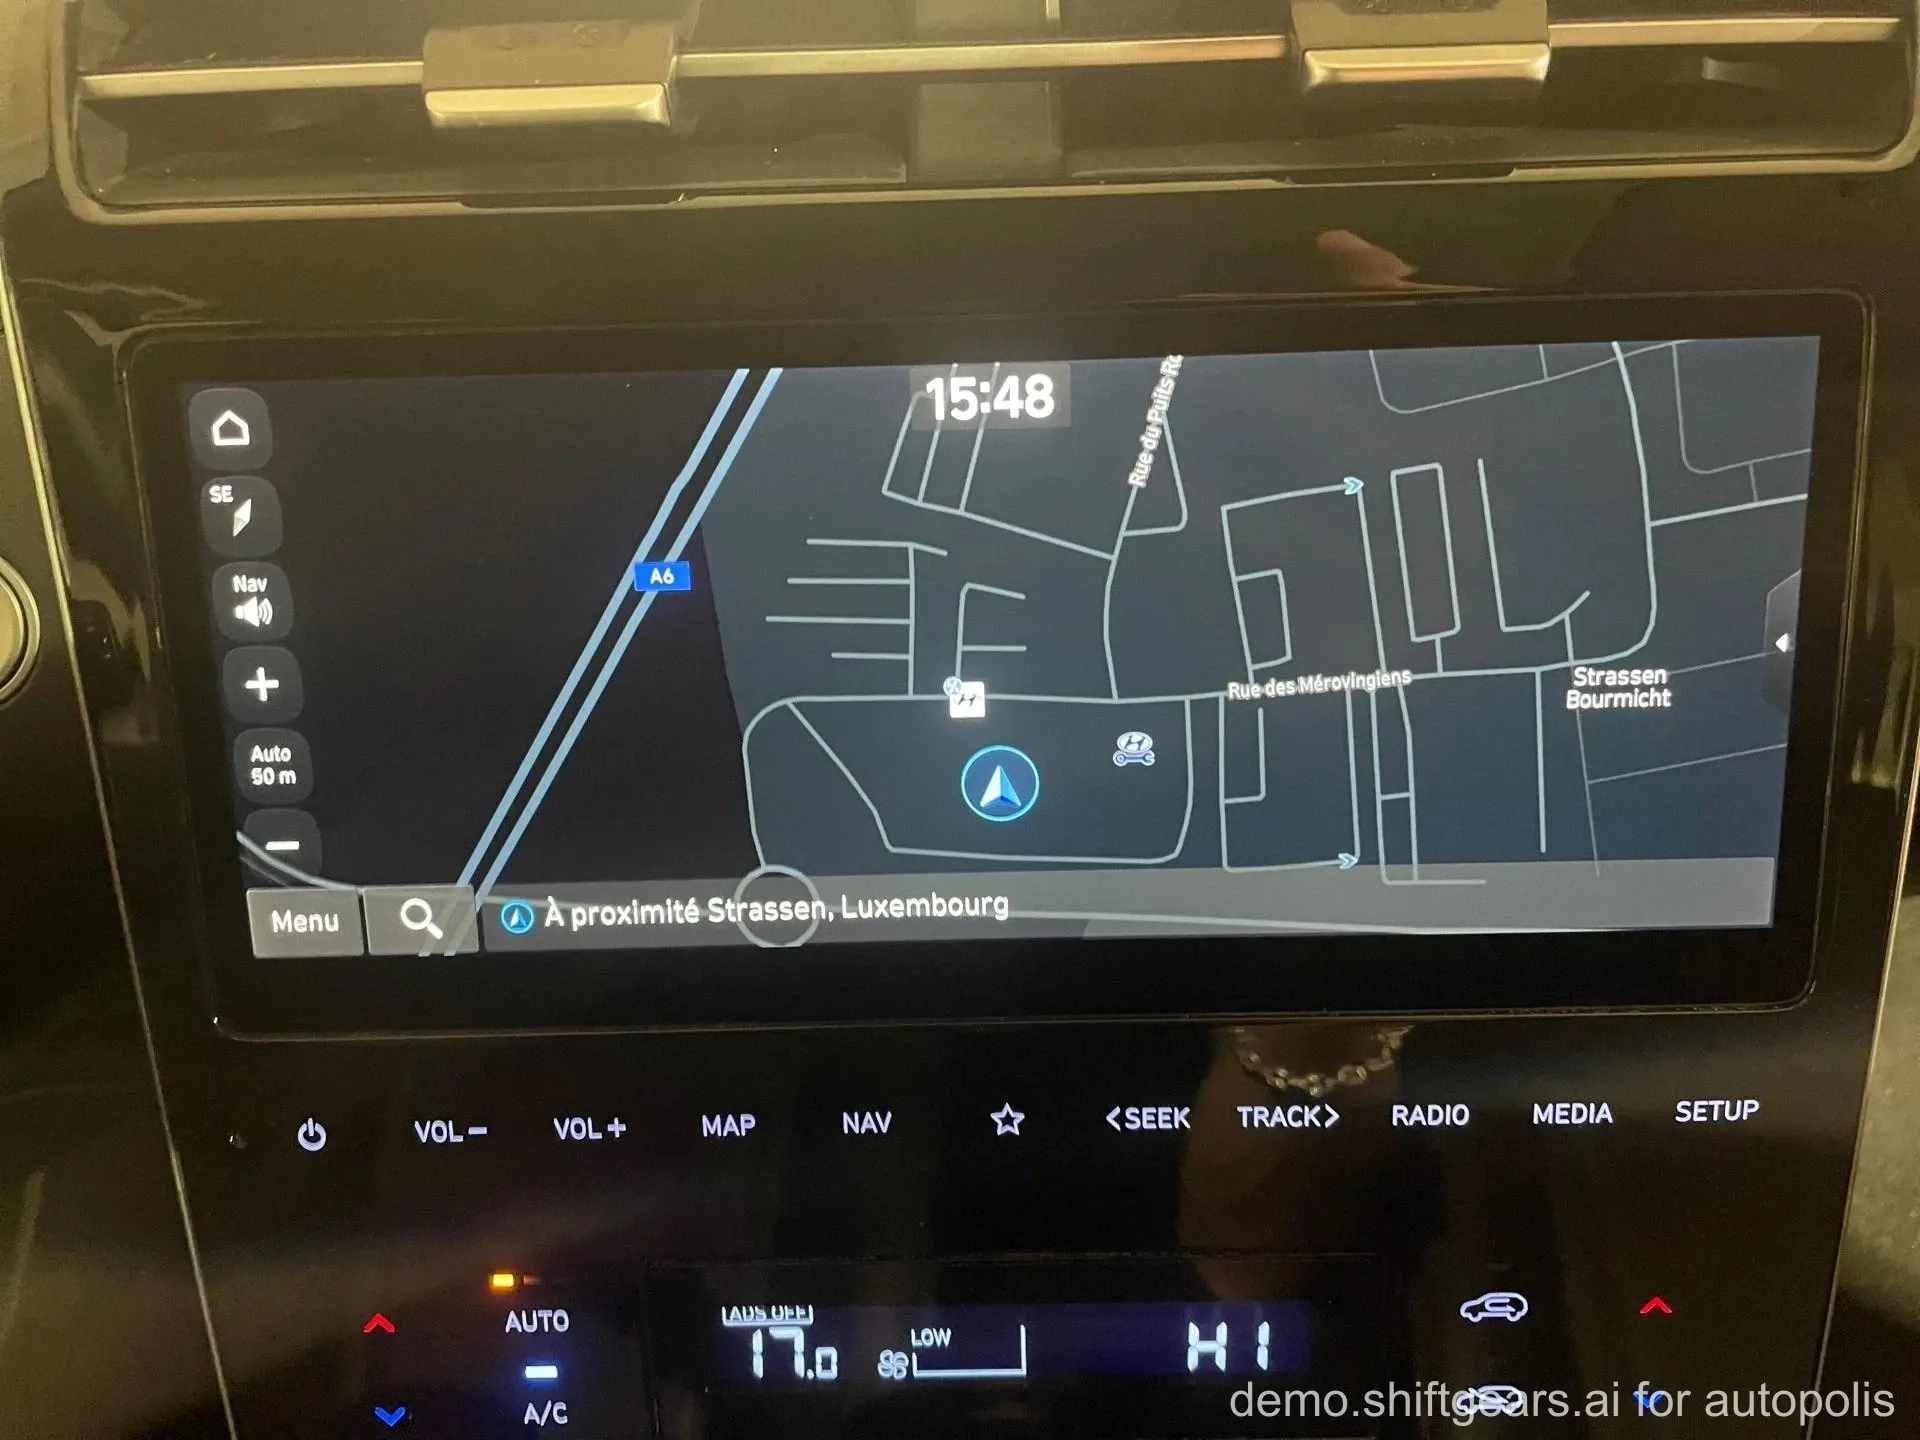 15:48
SE
Nav
Auto
50 m
A6
Rue du Puits Ro
Rue des Mérovingiens
Strassen
Bourmicht
Menu
À proximité Strassen, Luxembourg
VOL−
VOL+
MAP
NAV
<SEEK
TRACK>
RADIO
MEDIA
SETUP
AUTO
A/C
ADS OFF
17.0
LOW
HI
demo.shiftgears.ai for autopolis